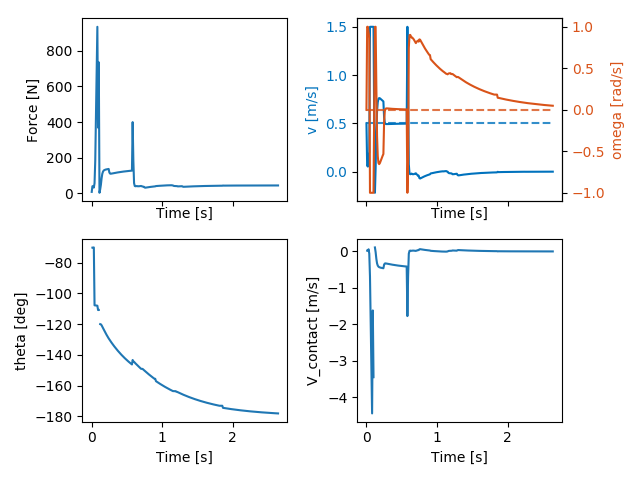 800
600
400
200
0
Force [N]
Time [s]
1.5
1.0
0.5
0.0
v [m/s]
1.0
0.5
0.0
−0.5
−1.0
omega [rad/s]
Time [s]
−80
−100
−120
−140
−160
−180
theta [deg]
0 1 2
Time [s]
0
−1
−2
−3
−4
V_contact [m/s]
0 1 2
Time [s]